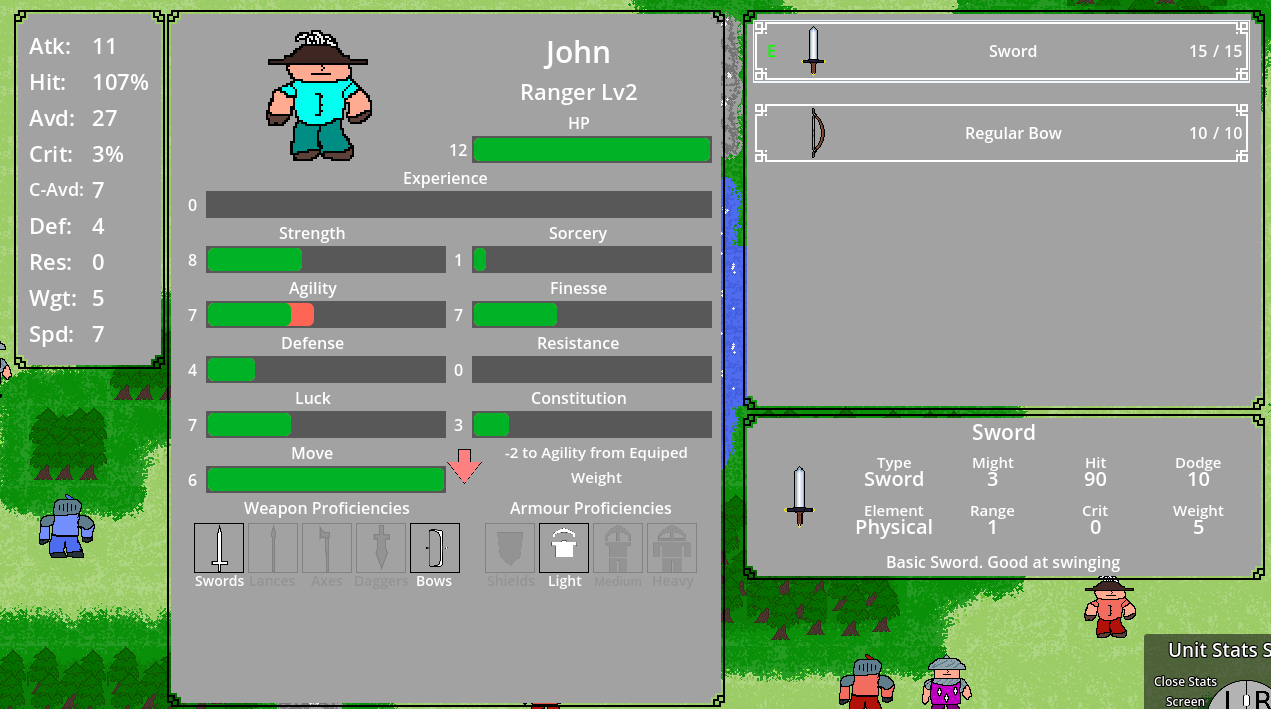 Atk: 11
Hit: 107%
Avd: 27
Crit: 3%
C-Avd: 7
Def: 4
Res: 0
Wgt: 5
Spd: 7
John
Ranger Lv2
HP
12
Experience
0
Strength Sorcery
8 1
Agility Finesse
7 7
Defense Resistance
4 0
Luck Constitution
7 3
Move -2 to Agility from Equiped
6 Weight
Weapon Proficiencies Armour Proficiencies
Swords Lances Axes Daggers Bows Shields Light Medium Heavy
E Sword 15 / 15
Regular Bow 10 / 10
Sword
Type Might Hit Dodge
Sword 3 90 10
Element Range Crit Weight
Physical 1 0 5
Basic Sword. Good at swinging
Unit Stats S
Close Stats
Screen L R